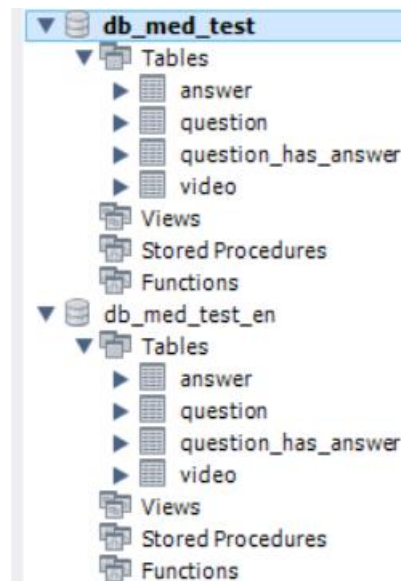 db_med_test
Tables
answer
question
question_has_answer
video
Views
Stored Procedures
Functions
db_med_test_en
Tables
answer
question
question_has_answer
video
Views
Stored Procedures
Functions